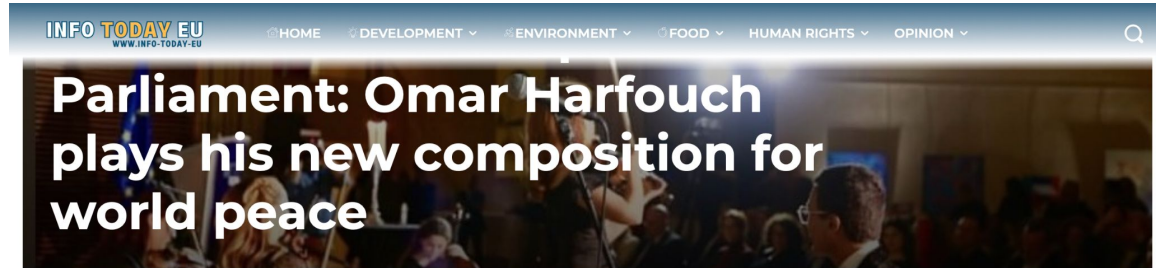 INFO TODAY EU
WWW.INFO-TODAY-EU
HOME DEVELOPMENT ENVIRONMENT FOOD HUMAN RIGHTS OPINION
Parliament: Omar Harfouch
plays his new composition for
world peace